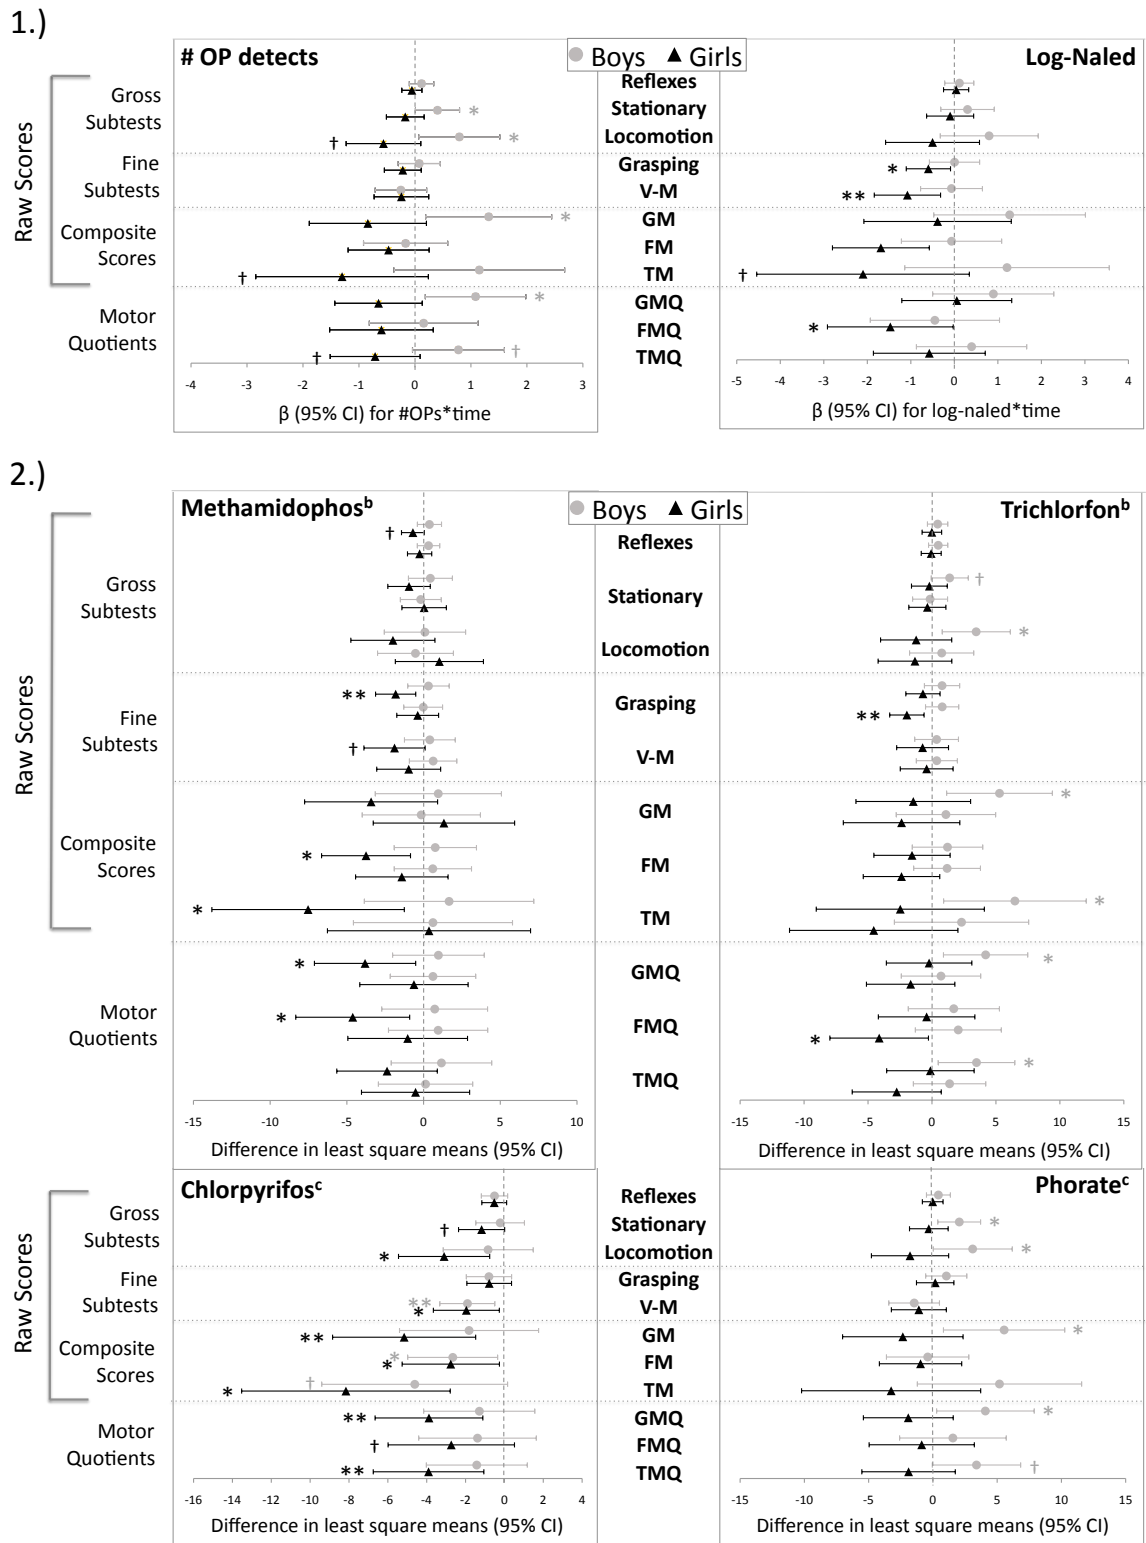 1.)
# OP detects
Boys Girls
Log-Naled
Raw Scores
Gross
Subtests
Fine
Subtests
Composite
Scores
Motor
Quotients
Reflexes
Stationary
Locomotion
Grasping
V-M
GM
FM
TM
GMQ
FMQ
TMQ
*
*
†
*
†
*
†
†
*
**
†
*
-4 -3 -2 -1 0 1 2 3
β (95% CI) for #OPs*time
-5 -4 -3 -2 -1 0 1 2 3 4
β (95% CI) for log-naled*time
2.)
Methamidophosᵇ
Boys Girls
Trichlorfonᵇ
Raw Scores
Gross
Subtests
Fine
Subtests
Composite
Scores
Motor
Quotients
Reflexes
Stationary
Locomotion
Grasping
V-M
GM
FM
TM
GMQ
FMQ
TMQ
†
**
†
*
*
*
*
†
*
**
*
*
*
*
*
-15 -10 -5 0 5 10
Difference in least square means (95% CI)
-15 -10 -5 0 5 10 15
Difference in least square means (95% CI)
Chlorpyrifosᶜ
Phorateᶜ
Raw Scores
Gross
Subtests
Fine
Subtests
Composite
Scores
Motor
Quotients
Reflexes
Stationary
Locomotion
Grasping
V-M
GM
FM
TM
GMQ
FMQ
TMQ
†
*
**
*
**
*
*
†
*
**
†
**
*
*
*
*
†
-16 -14 -12 -10 -8 -6 -4 -2 0 2 4
Difference in least square means (95% CI)
-15 -10 -5 0 5 10 15
Difference in least square means (95% CI)